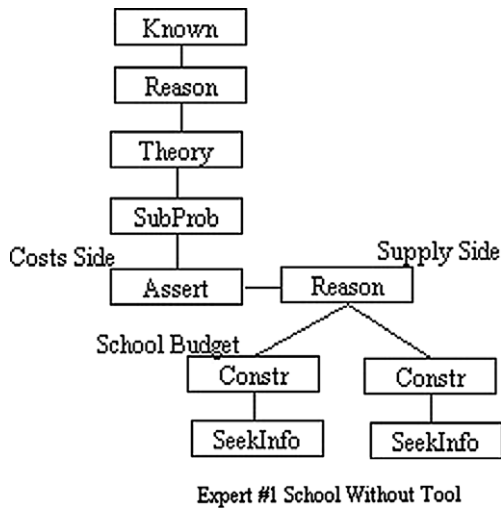 Known
Reason
Theory
SubProb
Costs Side
Supply Side
Assert
Reason
School Budget
Constr
Constr
SeekInfo
SeekInfo
Expert #1 School Without Tool